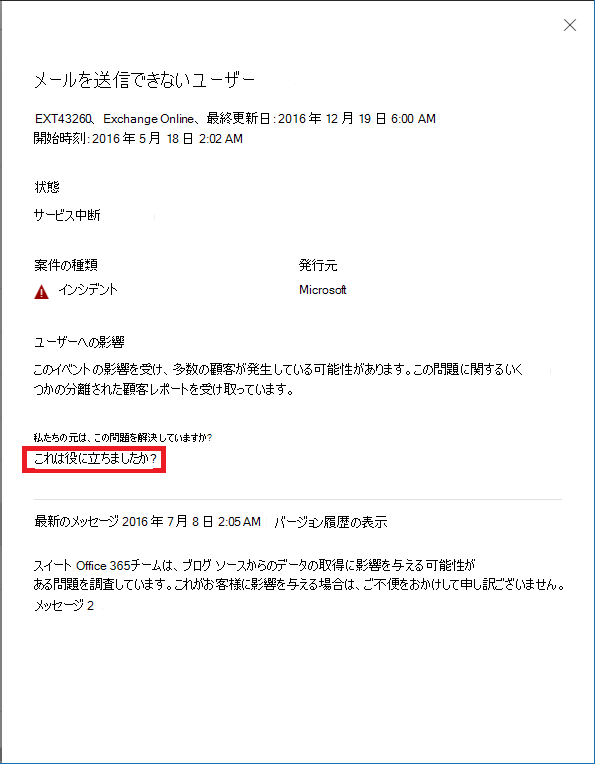 メールを送信できないユーザー
EXT43260、Exchange Online、最終更新日: 2016 年 12 月 19 日 6:00 AM
開始時刻: 2016 年 5 月 18 日 2:02 AM
状態
サービス中断
案件の種類
発行元
インシデント
Microsoft
ユーザーへの影響
このイベントの影響を受け、多数の顧客が発生している可能性があります。この問題に関するいく
つかの分離された顧客レポートを受け取っています。
私たちの元は、この問題を解決していますか?
これは役に立ちましたか?
最新のメッセージ 2016 年 7 月 8 日 2:05 AM バージョン履歴の表示
スイート Office 365チームは、ブログ ソースからのデータの取得に影響を与える可能性が
ある問題を調査しています。これがお客様に影響を与える場合は、ご不便をおかけして申し訳ございません。
メッセージ 2